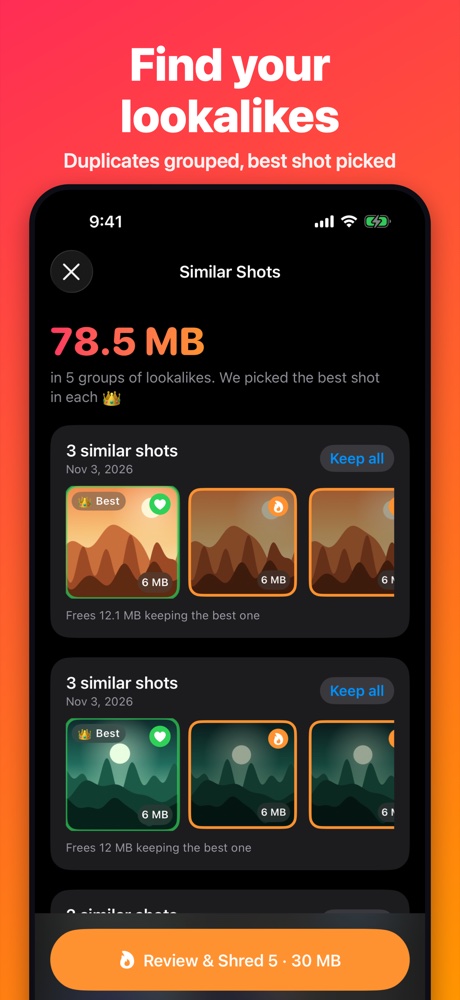 Find your
lookalikes
Duplicates grouped, best shot picked
9:41
Similar Shots
78.5 MB
in 5 groups of lookalikes. We picked the best shot
in each 👑
3 similar shots
Keep all
Nov 3, 2026
👑 Best
6 MB
6 MB
Frees 12.1 MB keeping the best one
3 similar shots
Keep all
Nov 3, 2026
👑 Best
6 MB
6 MB
Frees 12 MB keeping the best one
3 similar shots
Review & Shred 5 · 30 MB